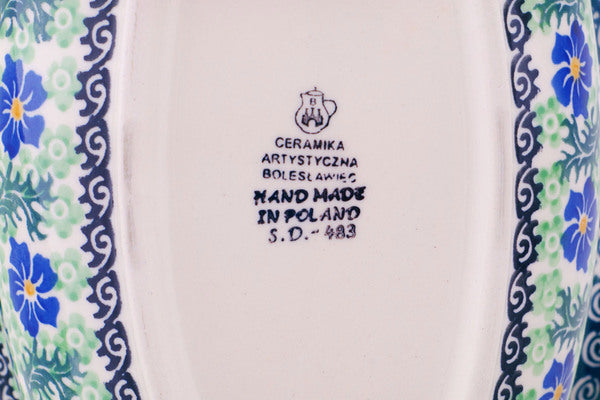 B
CERAMIKA
ARTYSTYCZNA
BOLESŁAWIEC
HAND MADE
IN POLAND
S.D.-483